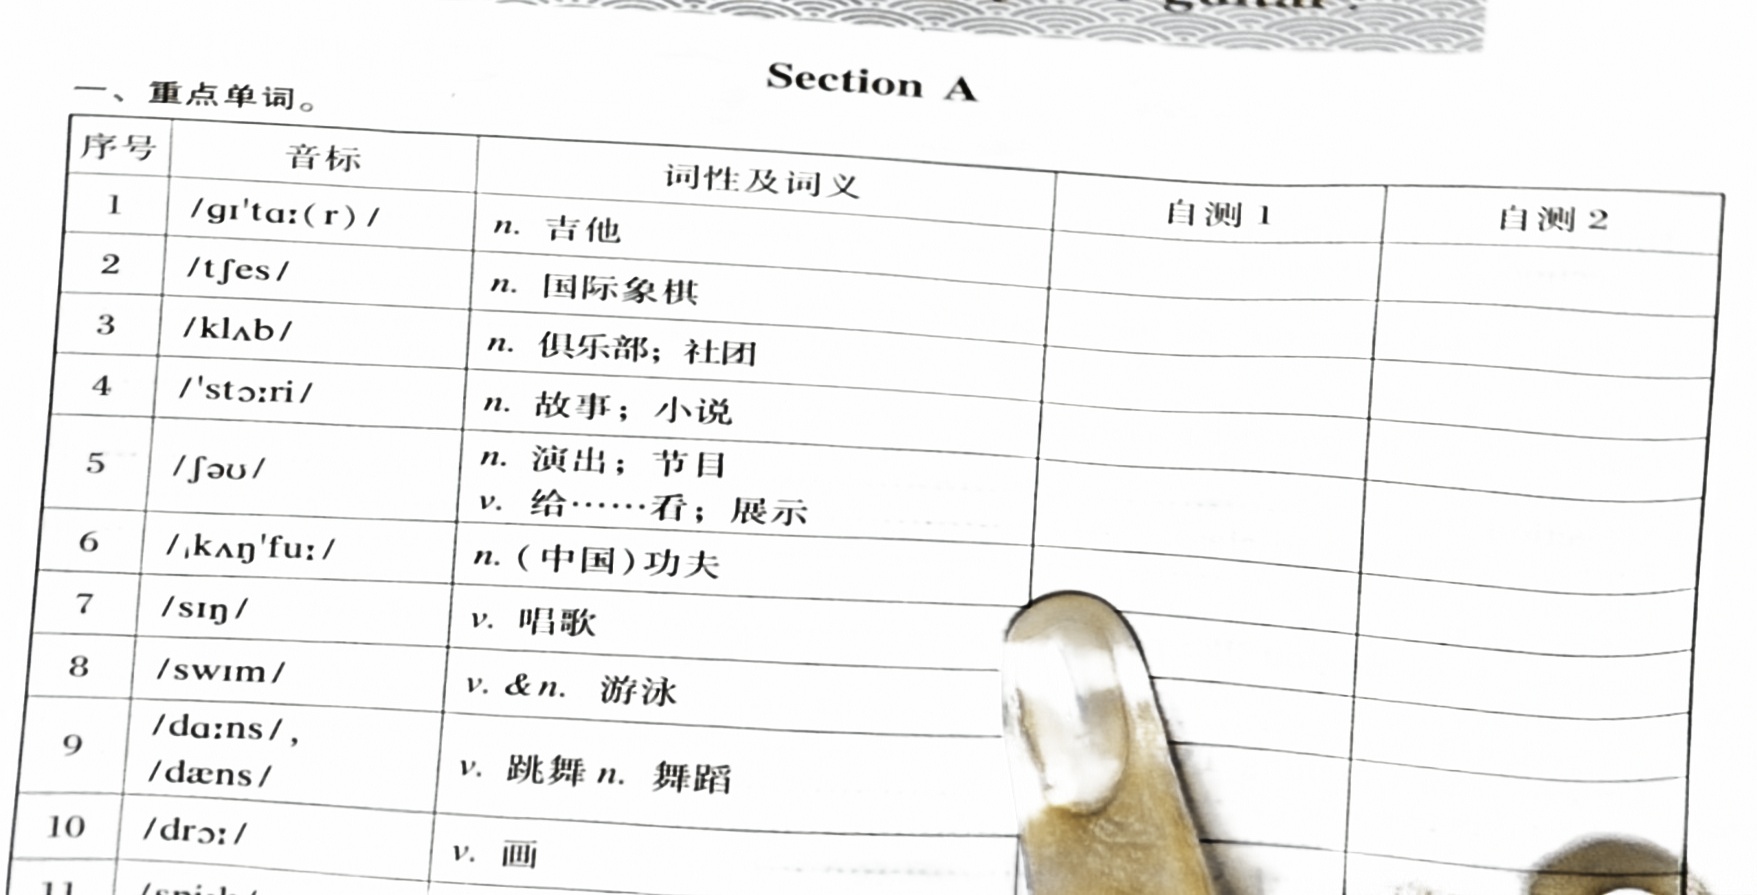 guitar?
Section A
一、重点单词。
序号 音标 词性及词义 自测 1 自测 2
1 /ɡɪˈtɑː(r)/ n. 吉他
2 /tʃes/ n. 国际象棋
3 /klʌb/ n. 俱乐部；社团
4 /ˈstɔːri/ n. 故事；小说
5 /ʃəʊ/ n. 演出；节目
v. 给……看；展示
6 /ˌkʌŋˈfuː/ n. (中国)功夫
7 /sɪŋ/ v. 唱歌
8 /swɪm/ v. & n. 游泳
9 /dɑːns/, /dæns/ v. 跳舞 n. 舞蹈
10 /drɔː/ v. 画
11